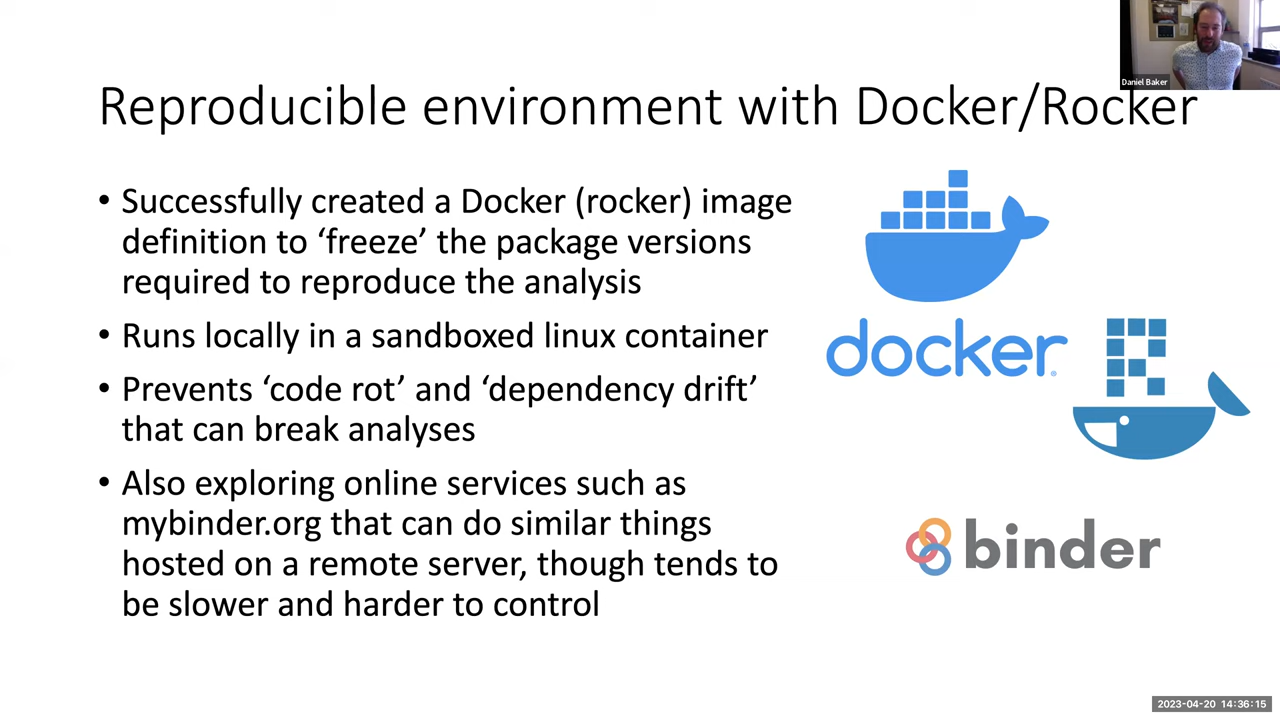 Daniel Baker
Reproducible environment with Docker/Rocker
• Successfully created a Docker (rocker) image
definition to ‘freeze’ the package versions
required to reproduce the analysis
• Runs locally in a sandboxed linux container
• Prevents ‘code rot’ and ‘dependency drift’
that can break analyses
• Also exploring online services such as
mybinder.org that can do similar things
hosted on a remote server, though tends to
be slower and harder to control
docker
R
binder
2023-04-20 14:36:15